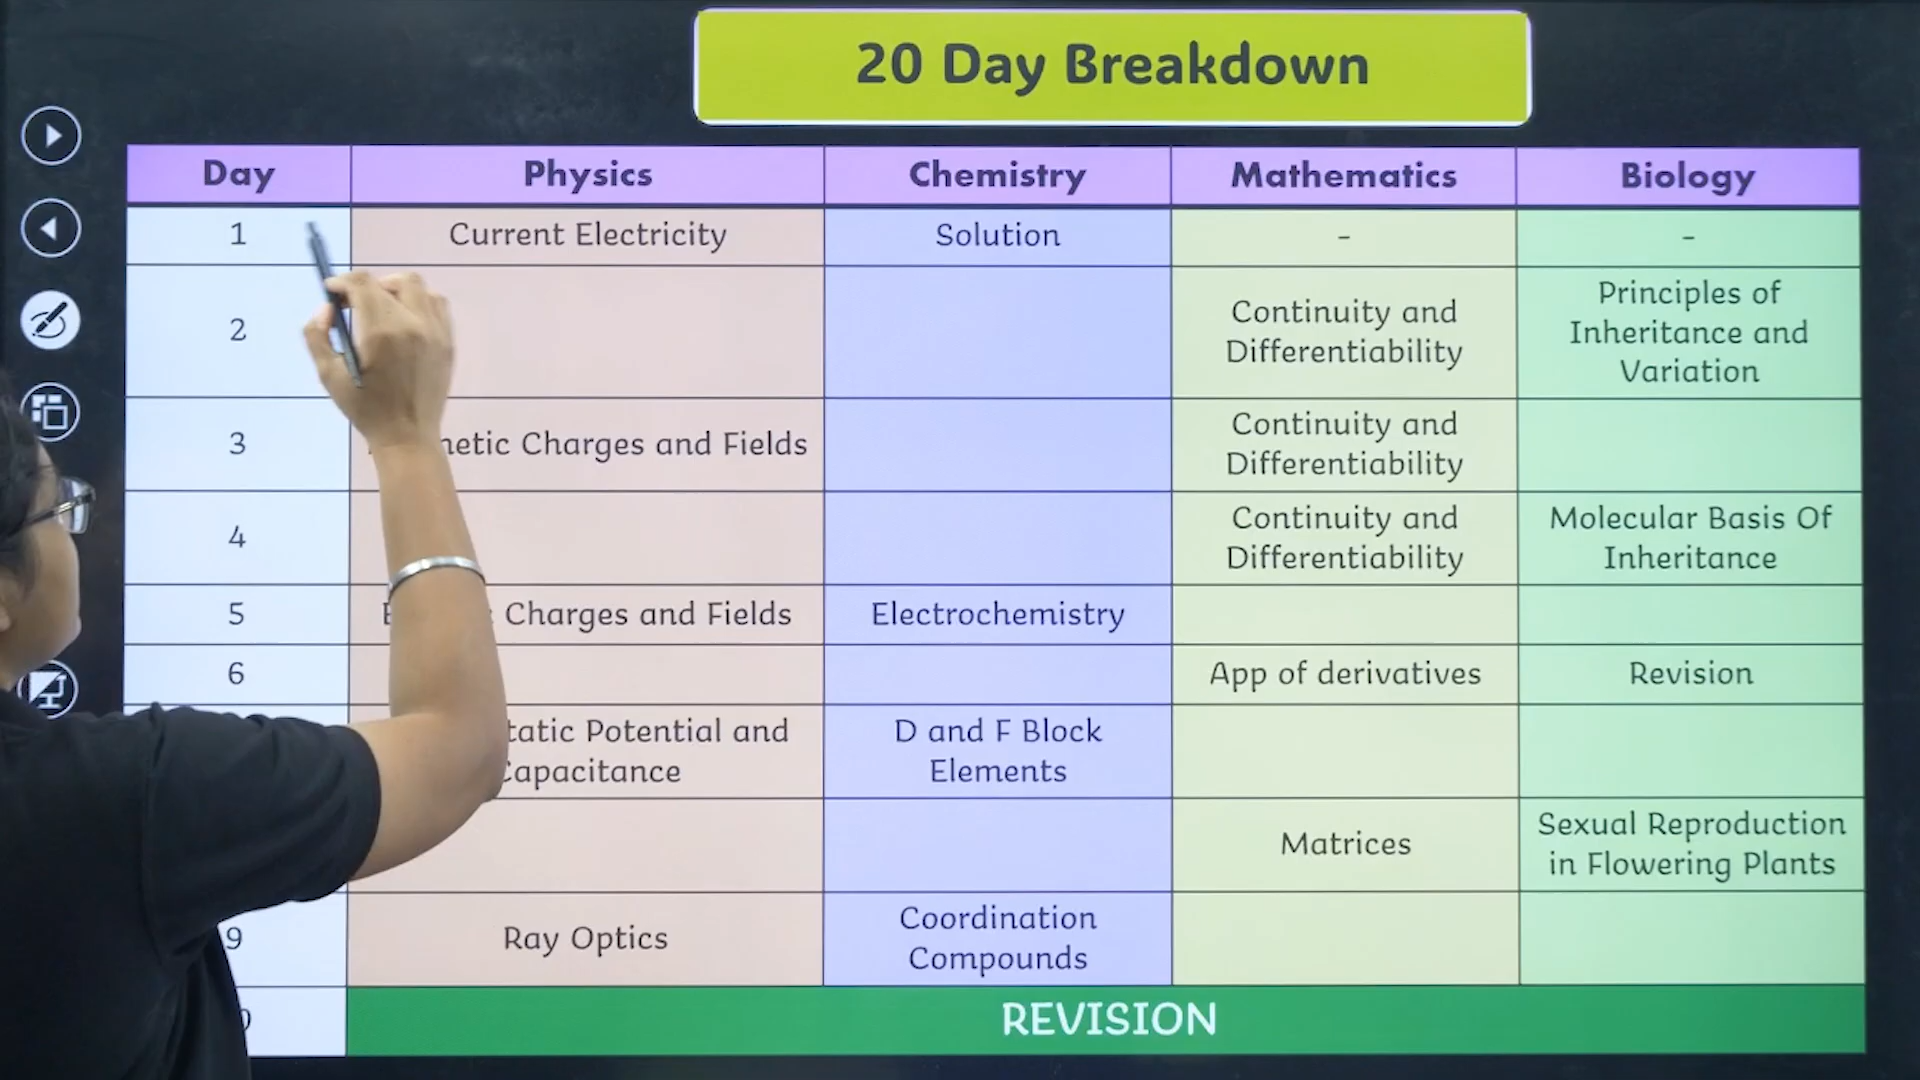 20 Day Breakdown
Day Physics Chemistry Mathematics Biology
1 Current Electricity Solution - -
2 Continuity and Differentiability Principles of Inheritance and Variation
3 Charges and Fields Continuity and Differentiability
4 Continuity and Differentiability Molecular Basis Of Inheritance
5 Charges and Fields Electrochemistry
6 App of derivatives Revision
Potential and Capacitance D and F Block Elements
Matrices Sexual Reproduction in Flowering Plants
9 Ray Optics Coordination Compounds
REVISION